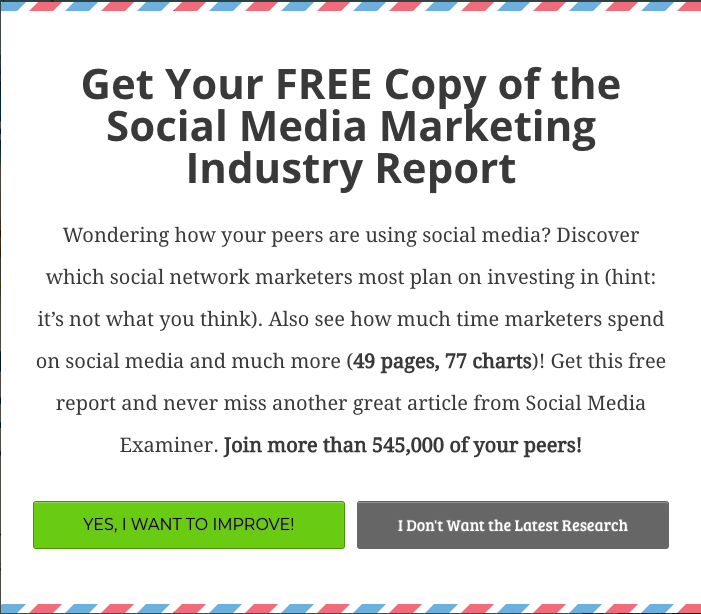 Get Your FREE Copy of the
Social Media Marketing
Industry Report
Wondering how your peers are using social media? Discover
which social network marketers most plan on investing in (hint:
it’s not what you think). Also see how much time marketers spend
on social media and much more (49 pages, 77 charts)! Get this free
report and never miss another great article from Social Media
Examiner. Join more than 545,000 of your peers!
YES, I WANT TO IMPROVE!
I Don't Want the Latest Research